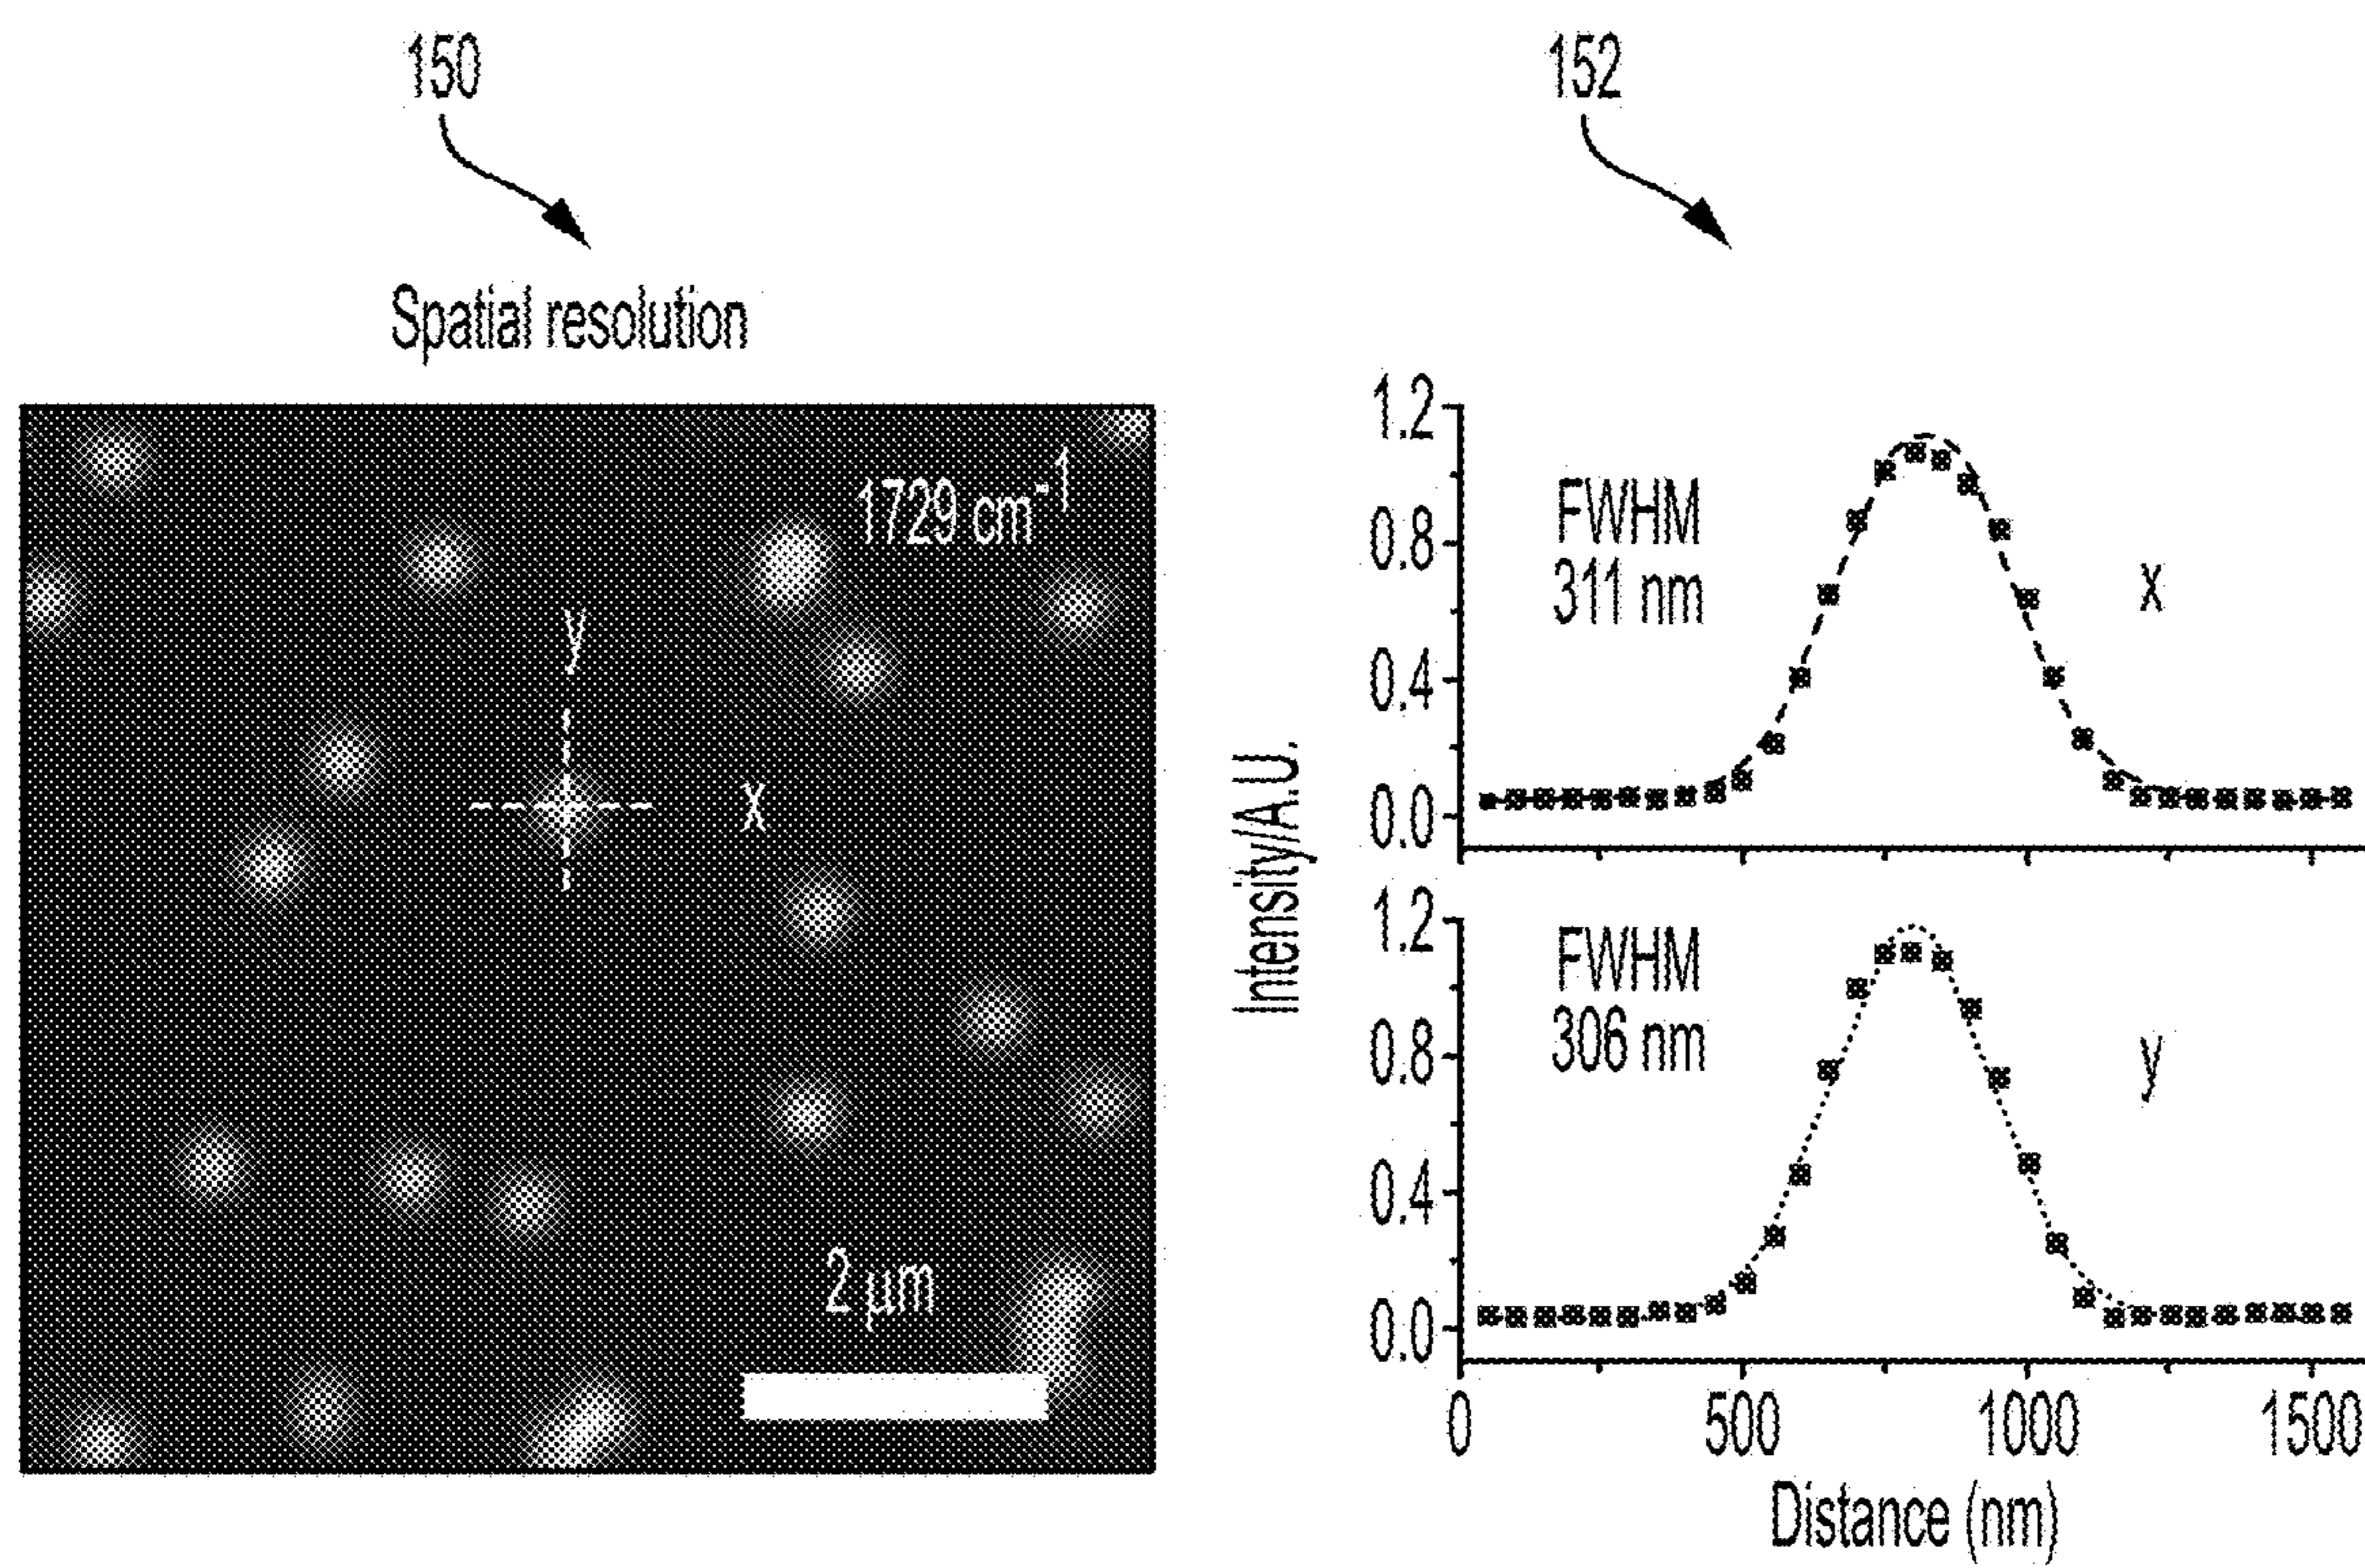 150
Spatial resolution
1729 cm⁻¹
y
x
2 µm
152
Intensity/A.U.
1.2
0.8
0.4
0.0
FWHM
311 nm
x
1.2
0.8
0.4
0.0
FWHM
306 nm
y
0 500 1000 1500
Distance (nm)